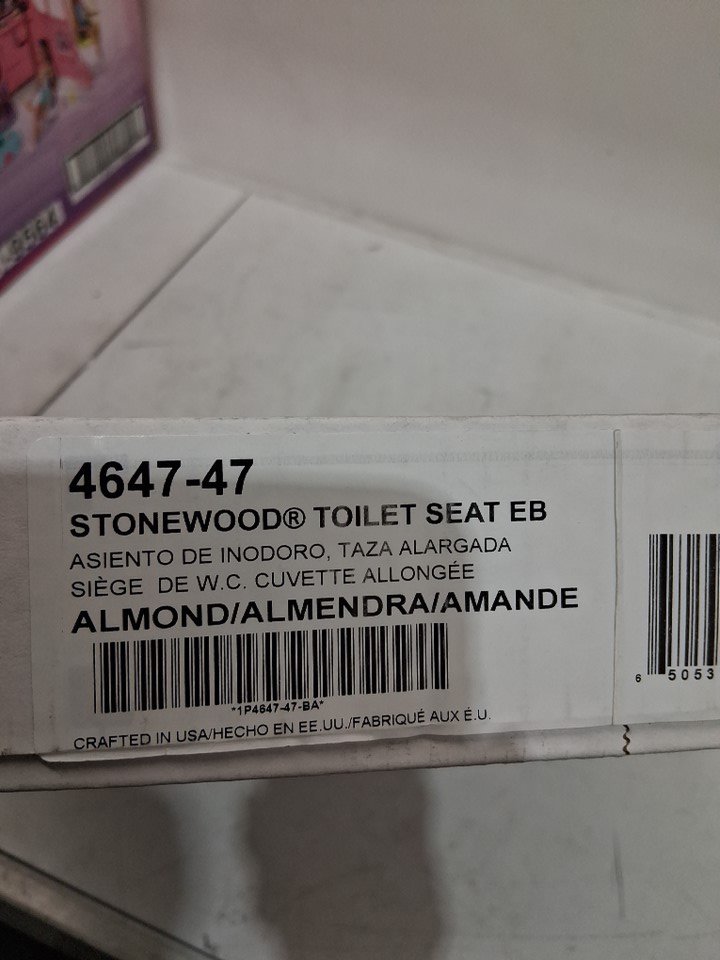 4647-47
STONEWOOD® TOILET SEAT EB
ASIENTO DE INODORO, TAZA ALARGADA
SIÈGE DE W.C. CUVETTE ALLONGÉE
ALMOND/ALMENDRA/AMANDE
*1P4647-47-BA*
CRAFTED IN USA/HECHO EN EE.UU./FABRIQUÉ AUX É.U.
6 5053